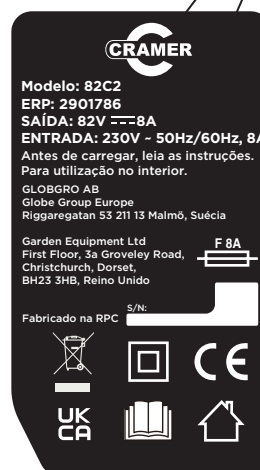 CRAMER
Modelo: 82C2
ERP: 2901786
SAÍDA: 82V ⎓8A
ENTRADA: 230V ~ 50Hz/60Hz, 8A
Antes de carregar, leia as instruções.
Para utilização no interior.
GLOBGRO AB
Globe Group Europe
Riggaregatan 53 211 13 Malmö, Suécia
Garden Equipment Ltd
First Floor, 3a Groveley Road,
Christchurch, Dorset,
BH23 3HB, Reino Unido
F 8A
S/N:
Fabricado na RPC
CE
UK
CA